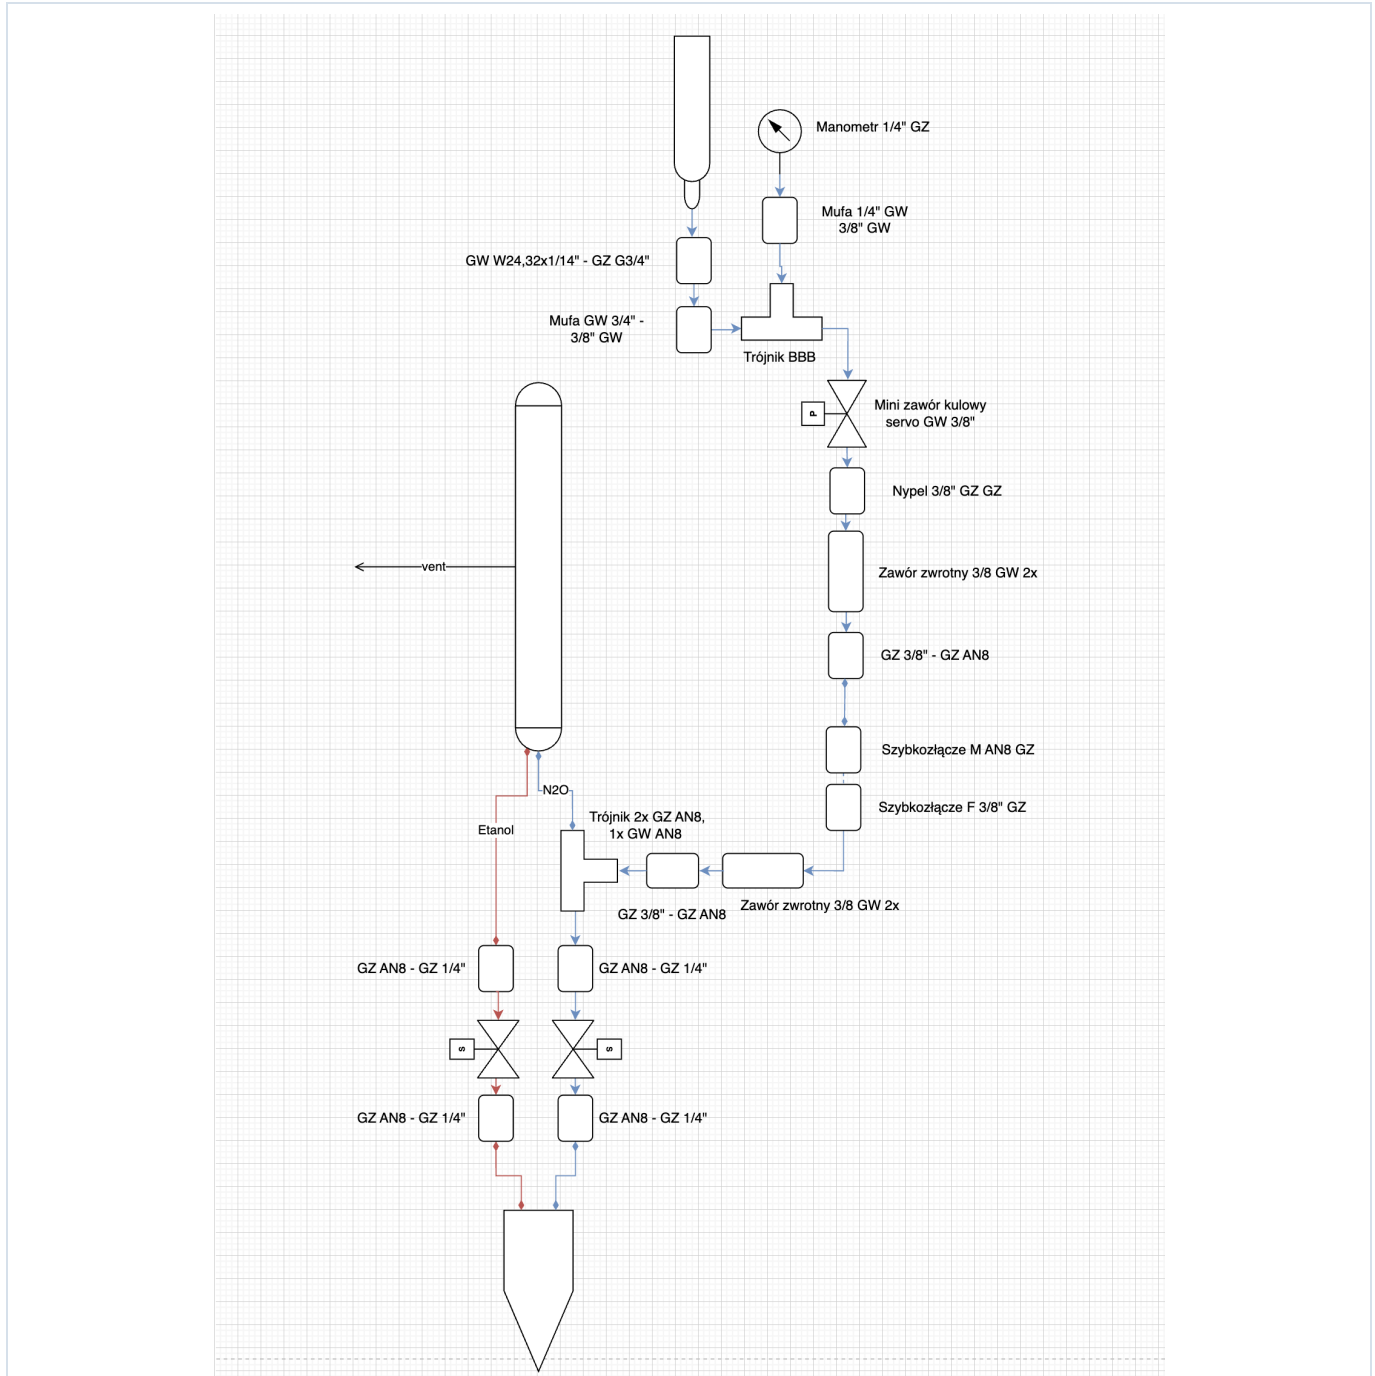 Manometr 1/4" GZ
Mufa 1/4" GW
3/8" GW
GW W24,32x1/14" - GZ G3/4"
Mufa GW 3/4" -
3/8" GW
Trójnik BBB
P
Mini zawór kulowy
servo GW 3/8"
Nypel 3/8" GZ GZ
vent
Zawór zwrotny 3/8 GW 2x
GZ 3/8" - GZ AN8
Szybkozłącze M AN8 GZ
N2O
Szybkozłącze F 3/8" GZ
Trójnik 2x GZ AN8,
1x GW AN8
Etanol
Zawór zwrotny 3/8 GW 2x
GZ 3/8" - GZ AN8
GZ AN8 - GZ 1/4"
GZ AN8 - GZ 1/4"
S
S
GZ AN8 - GZ 1/4"
GZ AN8 - GZ 1/4"